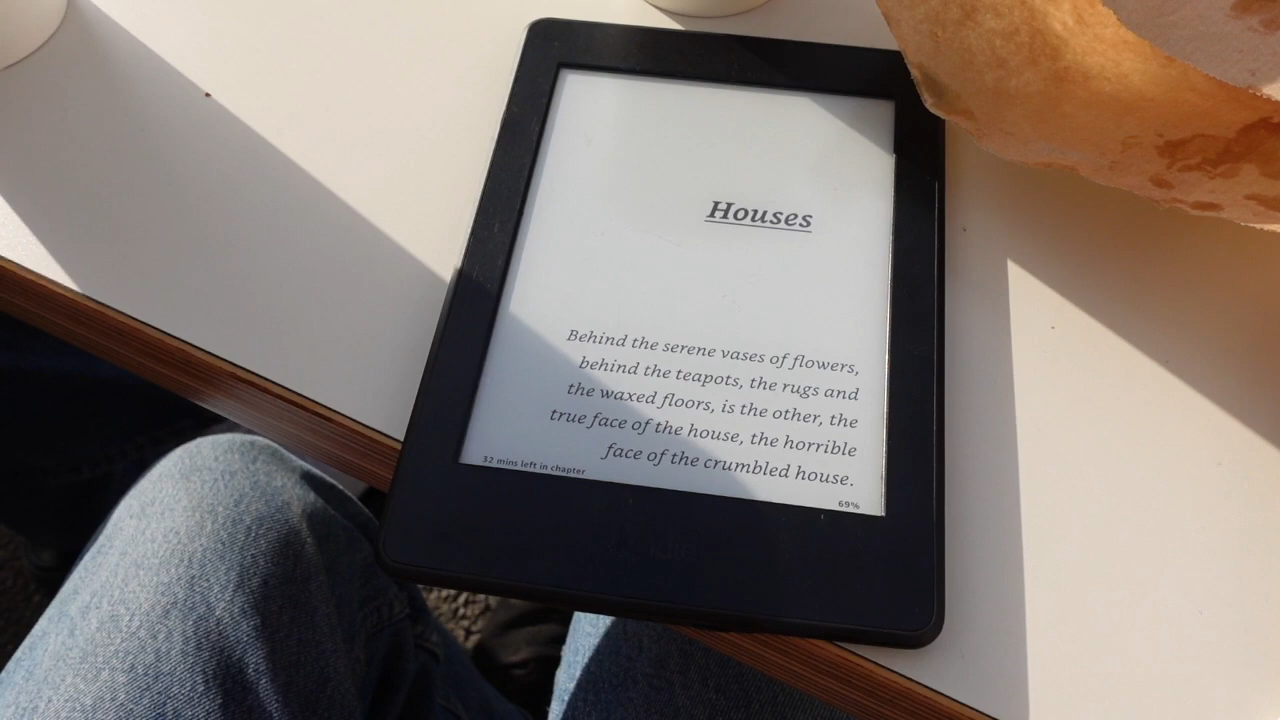 Houses
Behind the serene vases of flowers,
behind the teapots, the rugs and
the waxed floors, is the other, the
true face of the house, the horrible
face of the crumbled house.
32 mins left in chapter
69%